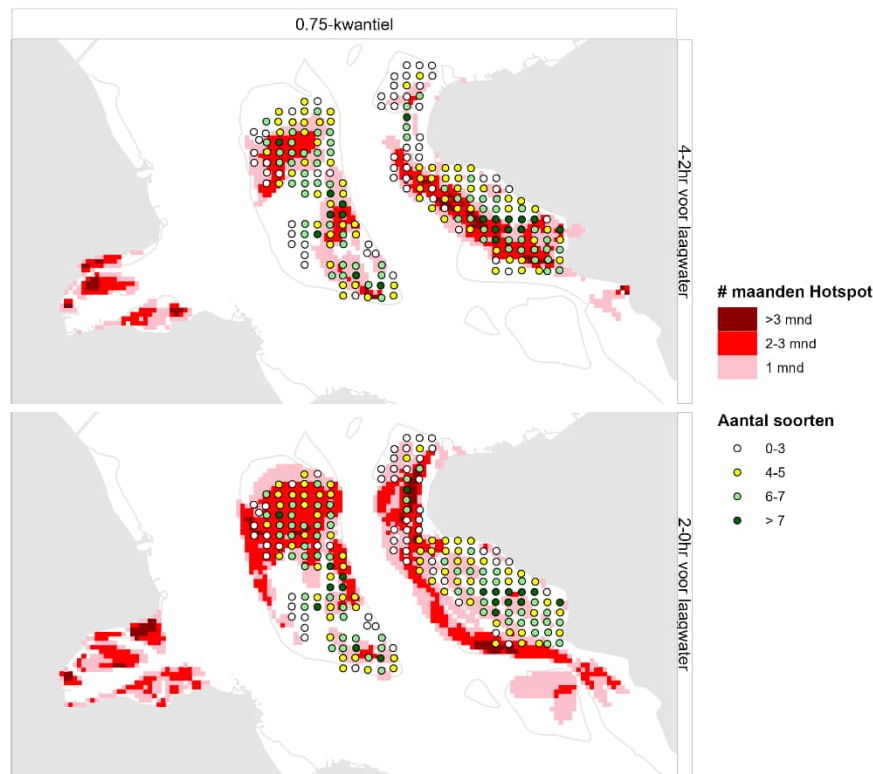 0.75-kwantiel
4-2hr voor laagwater
# maanden Hotspot
>3 mnd
2-3 mnd
1 mnd
Aantal soorten
0-3
4-5
6-7
> 7
2-0hr voor laagwater